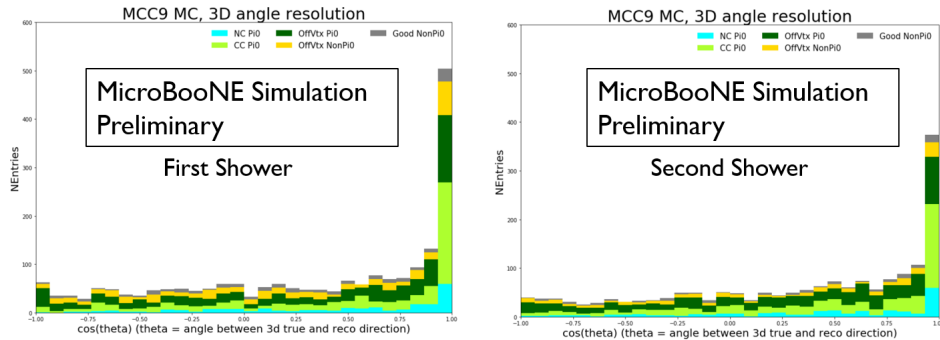 MCC9 MC, 3D angle resolution
NC Pi0 OffVtx Pi0 Good NonPi0
CC Pi0 OffVtx NonPi0
MicroBooNE Simulation
Preliminary
First Shower
NEntries
600
500
400
300
200
100
0
-1.00 -0.75 -0.50 -0.25 0.00 0.25 0.50 0.75 1.00
cos(theta) (theta = angle between 3d true and reco direction)
MCC9 MC, 3D angle resolution
NC Pi0 OffVtx Pi0 Good NonPi0
CC Pi0 OffVtx NonPi0
MicroBooNE Simulation
Preliminary
Second Shower
NEntries
600
500
400
300
200
100
0
-1.00 -0.75 -0.50 -0.25 0.00 0.25 0.50 0.75 1.00
cos(theta) (theta = angle between 3d true and reco direction)